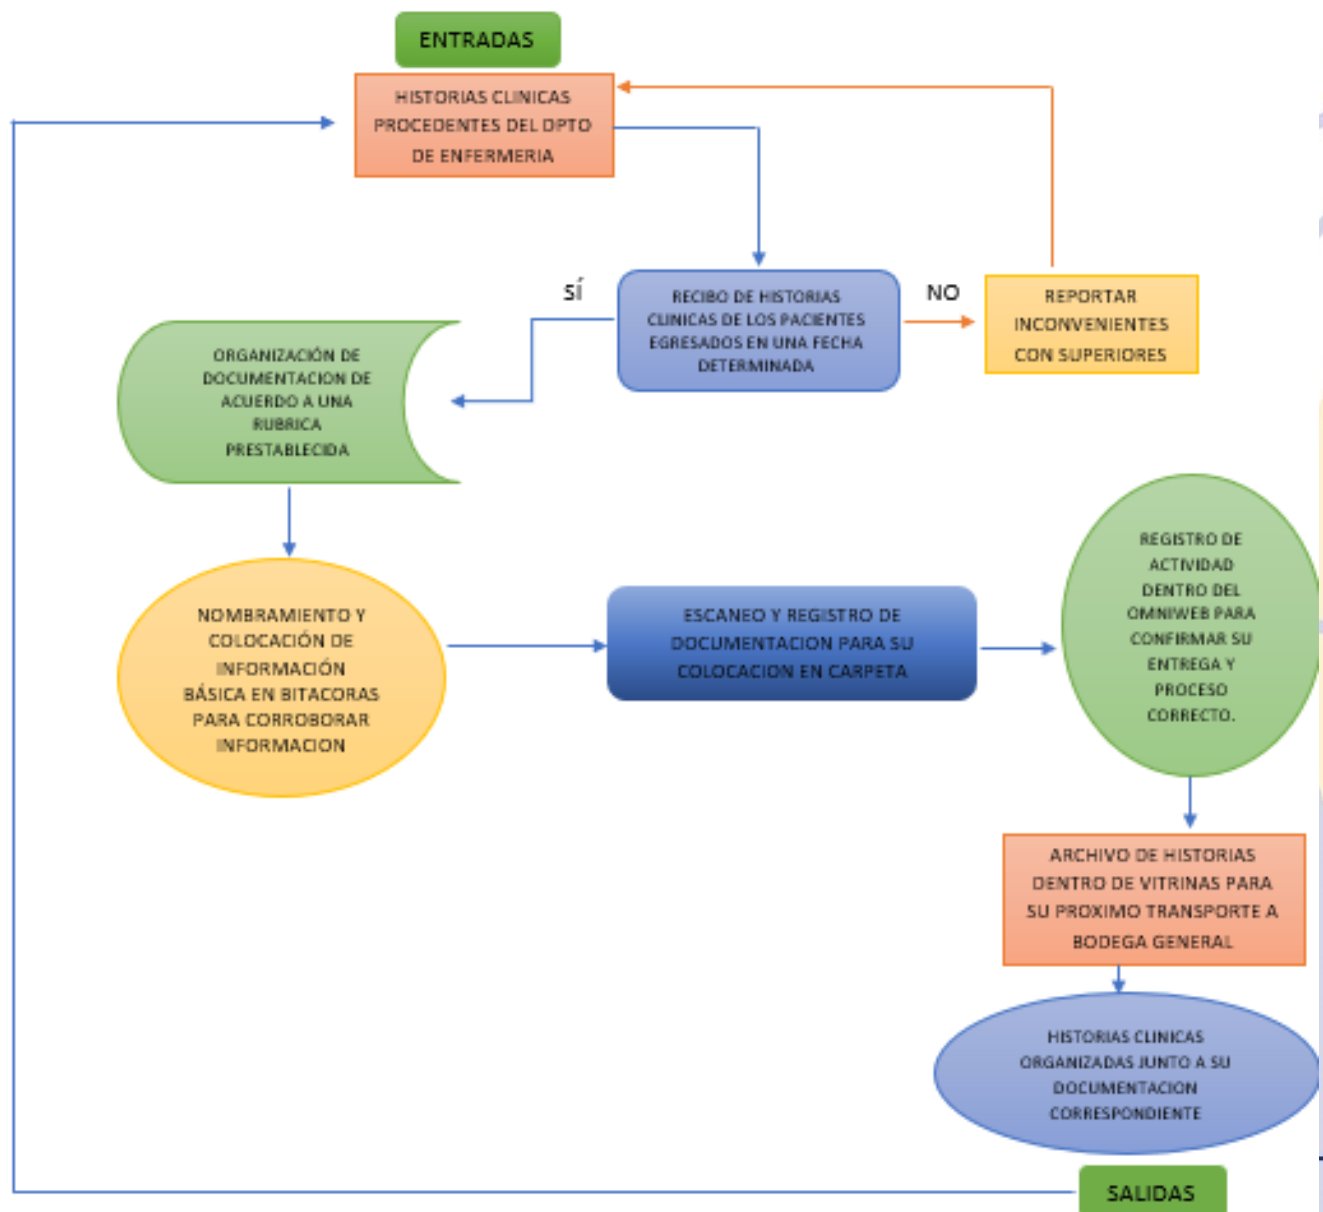 ENTRADAS
HISTORIAS CLINICAS
PROCEDENTES DEL DPTO
DE ENFERMERIA
SÍ
RECIBO DE HISTORIAS
CLINICAS DE LOS PACIENTES
EGRESADOS EN UNA FECHA
DETERMINADA
NO
REPORTAR
INCONVENIENTES
CON SUPERIORES
ORGANIZACIÓN DE
DOCUMENTACION DE
ACUERDO A UNA
RUBRICA
PRESTABLECIDA
NOMBRAMIENTO Y
COLOCACIÓN DE
INFORMACIÓN
BÁSICA EN BITACORAS
PARA CORROBORAR
INFORMACION
ESCANEO Y REGISTRO DE
DOCUMENTACION PARA SU
COLOCACION EN CARPETA
REGISTRO DE
ACTIVIDAD
DENTRO DEL
OMNIWEB PARA
CONFIRMAR SU
ENTREGA Y
PROCESO
CORRECTO.
ARCHIVO DE HISTORIAS
DENTRO DE VITRINAS PARA
SU PROXIMO TRANSPORTE A
BODEGA GENERAL
HISTORIAS CLINICAS
ORGANIZADAS JUNTO A SU
DOCUMENTACION
CORRESPONDIENTE
SALIDAS